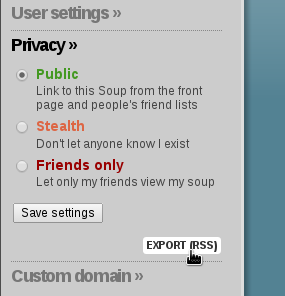 User settings »
Privacy »
Public
Link to this Soup from the front
page and people's friend lists
Stealth
Don't let anyone know I exist
Friends only
Let only my friends view my soup
Save settings
EXPORT (RSS)
Custom domain »